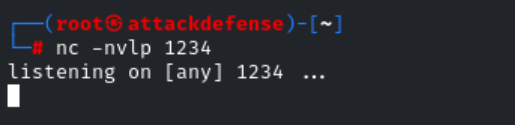 ┌──(root㉿attackdefense)-[~]
└─# nc -nvlp 1234
listening on [any] 1234 ...